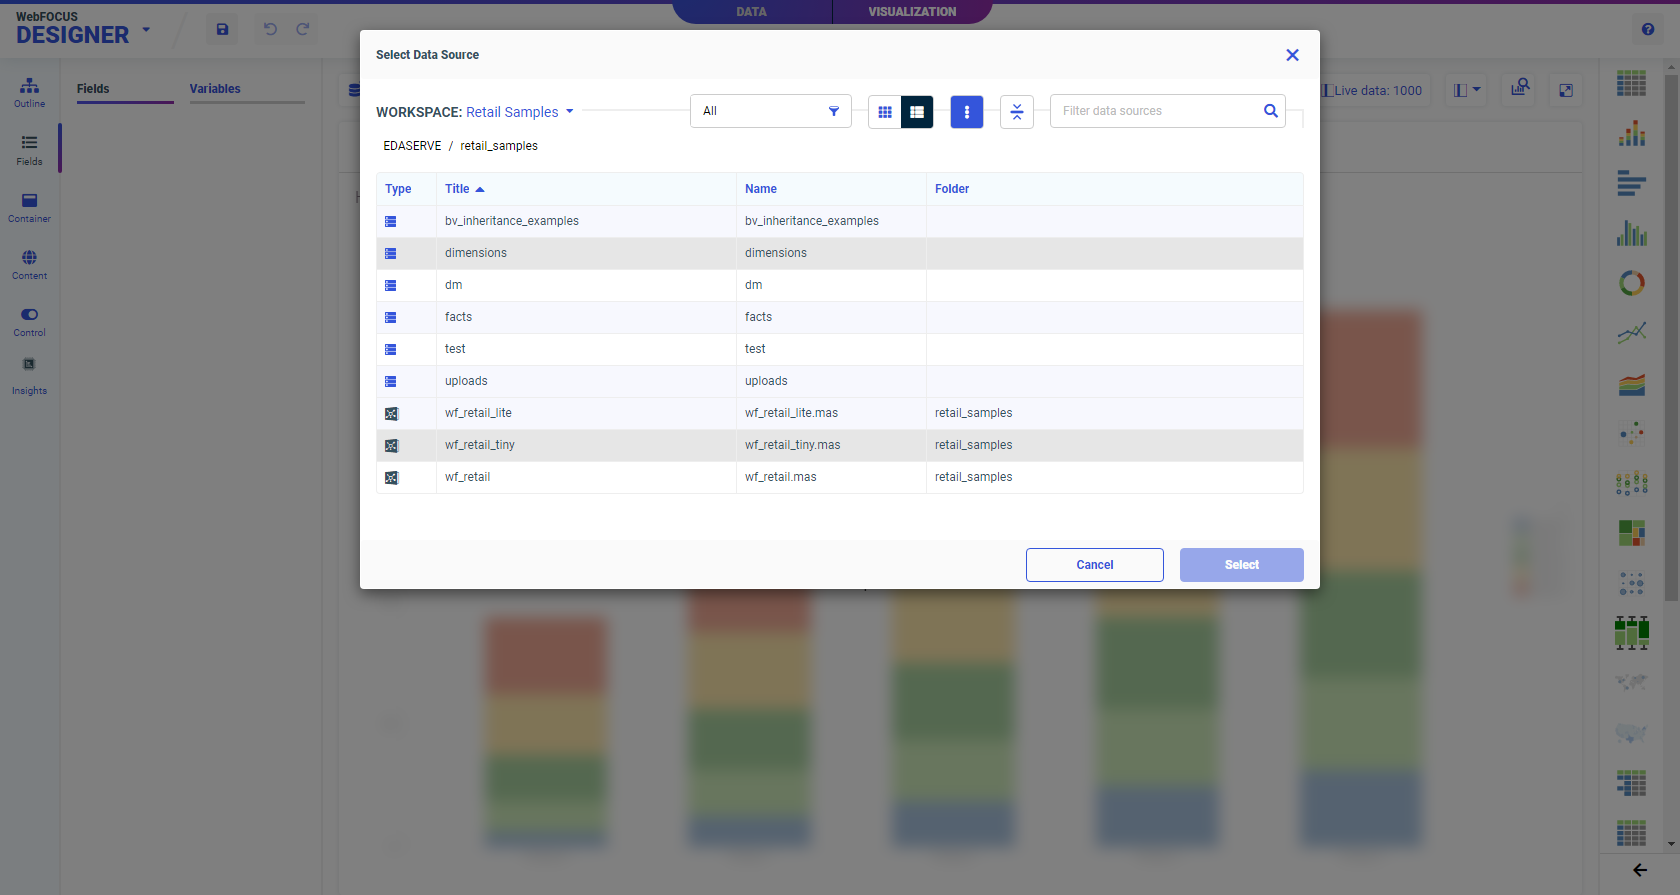 WebFOCUS
DESIGNER
DATA
VISUALIZATION
Outline
Fields
Container
Content
Control
Insights
Fields
Variables
Live data: 1000
Select Data Source
WORKSPACE: Retail Samples
All
Filter data sources
EDASERVE / retail_samples
Type Title Name Folder
bv_inheritance_examples bv_inheritance_examples
dimensions dimensions
dm dm
facts facts
test test
uploads uploads
wf_retail_lite wf_retail_lite.mas retail_samples
wf_retail_tiny wf_retail_tiny.mas retail_samples
wf_retail wf_retail.mas retail_samples
Cancel
Select